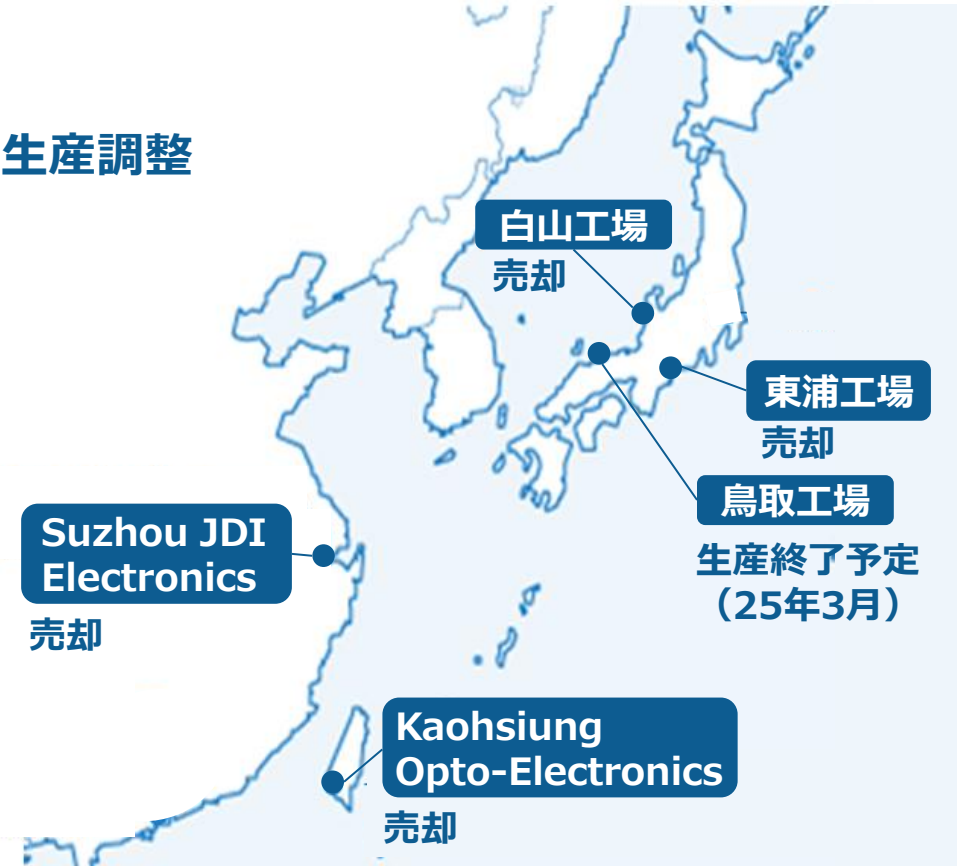 生産調整
白山工場
売却
東浦工場
売却
鳥取工場
生産終了予定
（25年3月）
Suzhou JDI
Electronics
売却
Kaohsiung
Opto-Electronics
売却